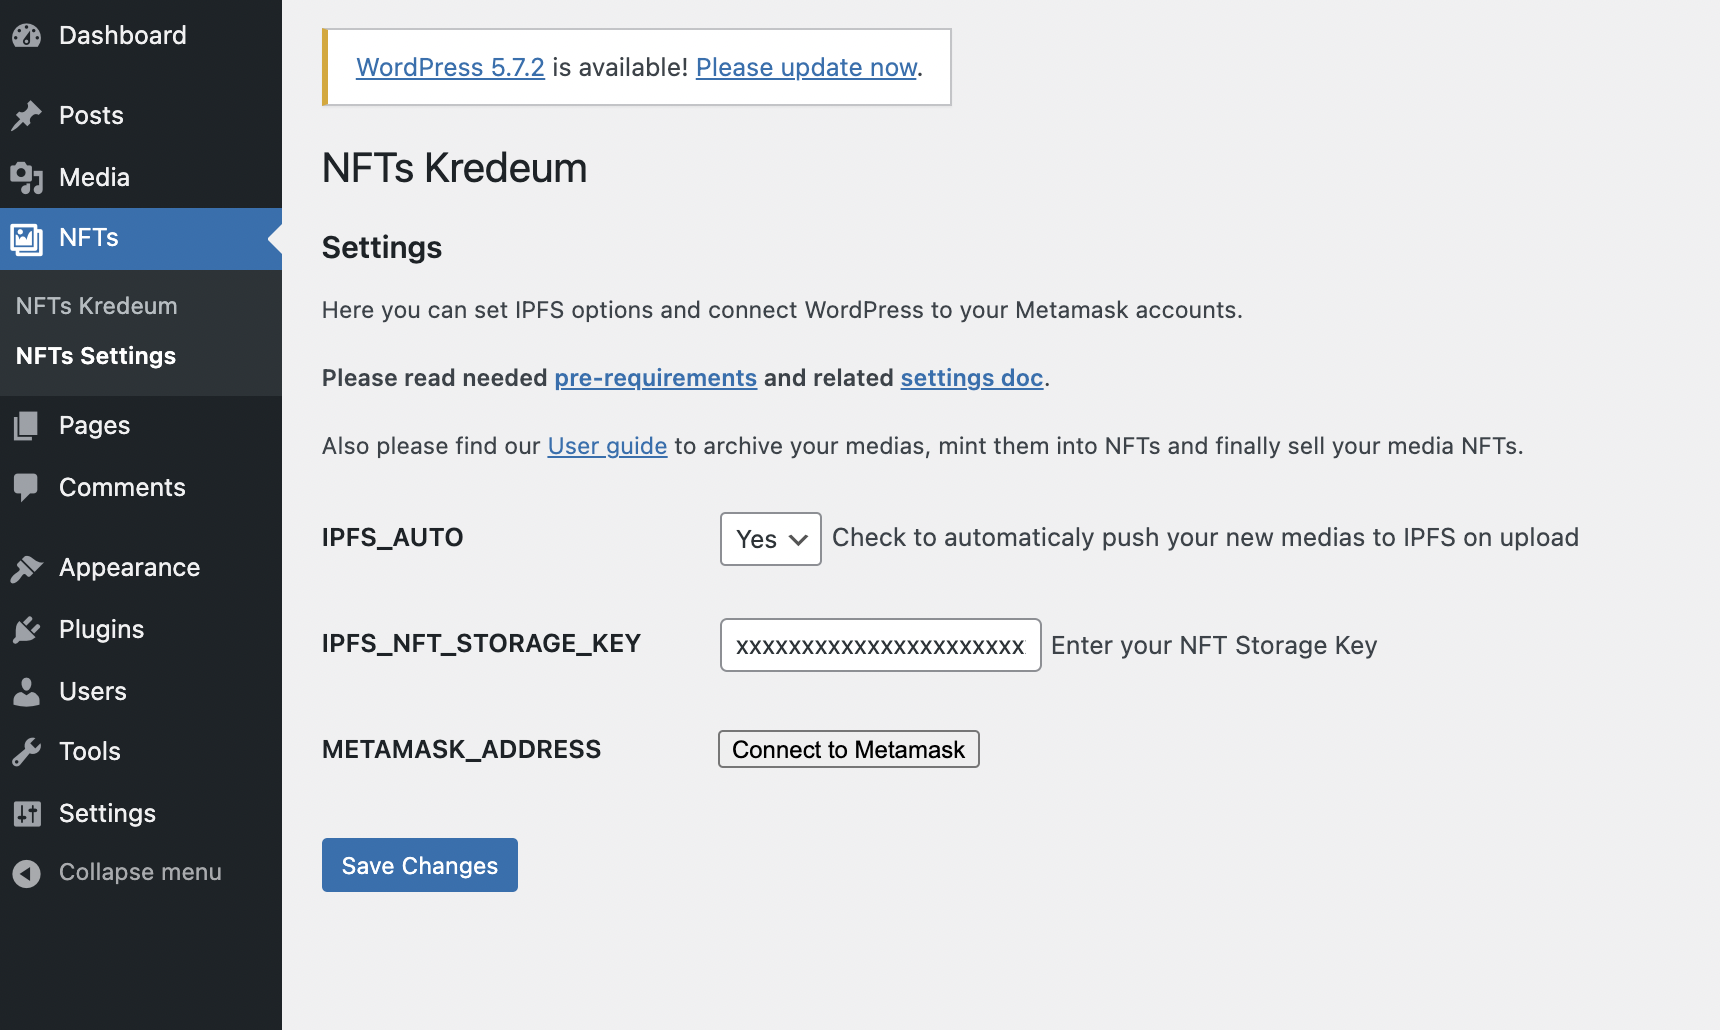 Dashboard
Posts
Media
NFTs
NFTs Kredeum
NFTs Settings
Pages
Comments
Appearance
Plugins
Users
Tools
Settings
Collapse menu
WordPress 5.7.2 is available! Please update now.
NFTs Kredeum
Settings
Here you can set IPFS options and connect WordPress to your Metamask accounts.
Please read needed pre-requirements and related settings doc.
Also please find our User guide to archive your medias, mint them into NFTs and finally sell your media NFTs.
IPFS_AUTO Yes Check to automaticaly push your new medias to IPFS on upload
IPFS_NFT_STORAGE_KEY xxxxxxxxxxxxxxxxxxxxxx Enter your NFT Storage Key
METAMASK_ADDRESS Connect to Metamask
Save Changes